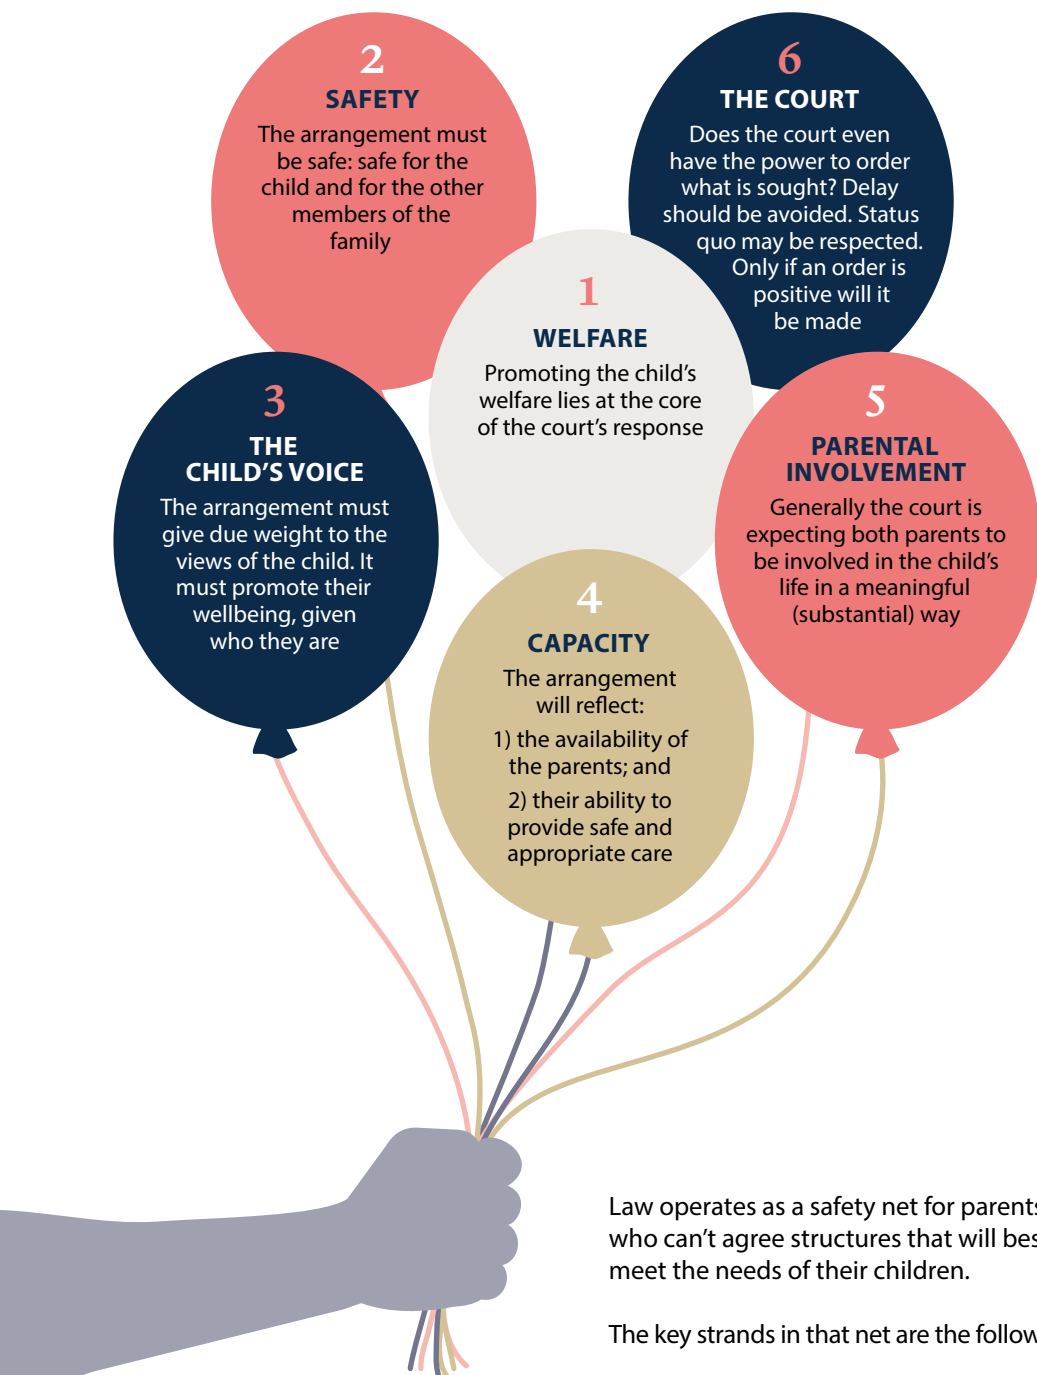 2
SAFETY
The arrangement must
be safe: safe for the
child and for the other
members of the
family
6
THE COURT
Does the court even
have the power to order
what is sought? Delay
should be avoided. Status
quo may be respected.
Only if an order is
positive will it
be made
1
WELFARE
Promoting the child’s
welfare lies at the core
of the court’s response
3
THE
CHILD’S VOICE
The arrangement must
give due weight to the
views of the child. It
must promote their
wellbeing, given
who they are
5
PARENTAL
INVOLVEMENT
Generally the court is
expecting both parents to
be involved in the child’s
life in a meaningful
(substantial) way
4
CAPACITY
The arrangement
will reflect:
1) the availability of
the parents; and
2) their ability to
provide safe and
appropriate care
Law operates as a safety net for parents
who can’t agree structures that will bes
meet the needs of their children.
The key strands in that net are the follow